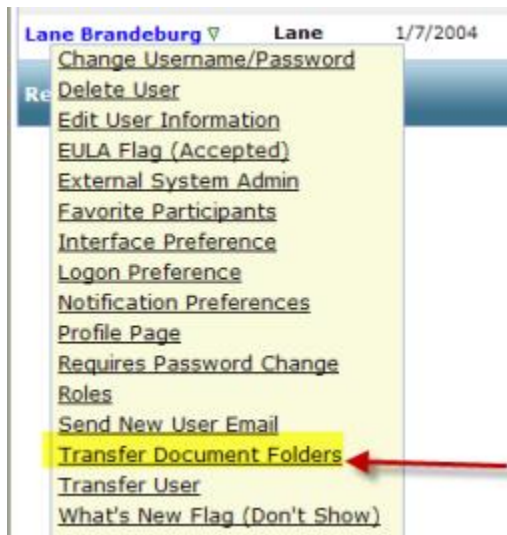 Lane Brandeburg ▿ Lane 1/7/2004
Change Username/Password
Re Delete User
Edit User Information
EULA Flag (Accepted)
External System Admin
Favorite Participants
Interface Preference
Logon Preference
Notification Preferences
Profile Page
Requires Password Change
Roles
Send New User Email
Transfer Document Folders
Transfer User
What's New Flag (Don't Show)